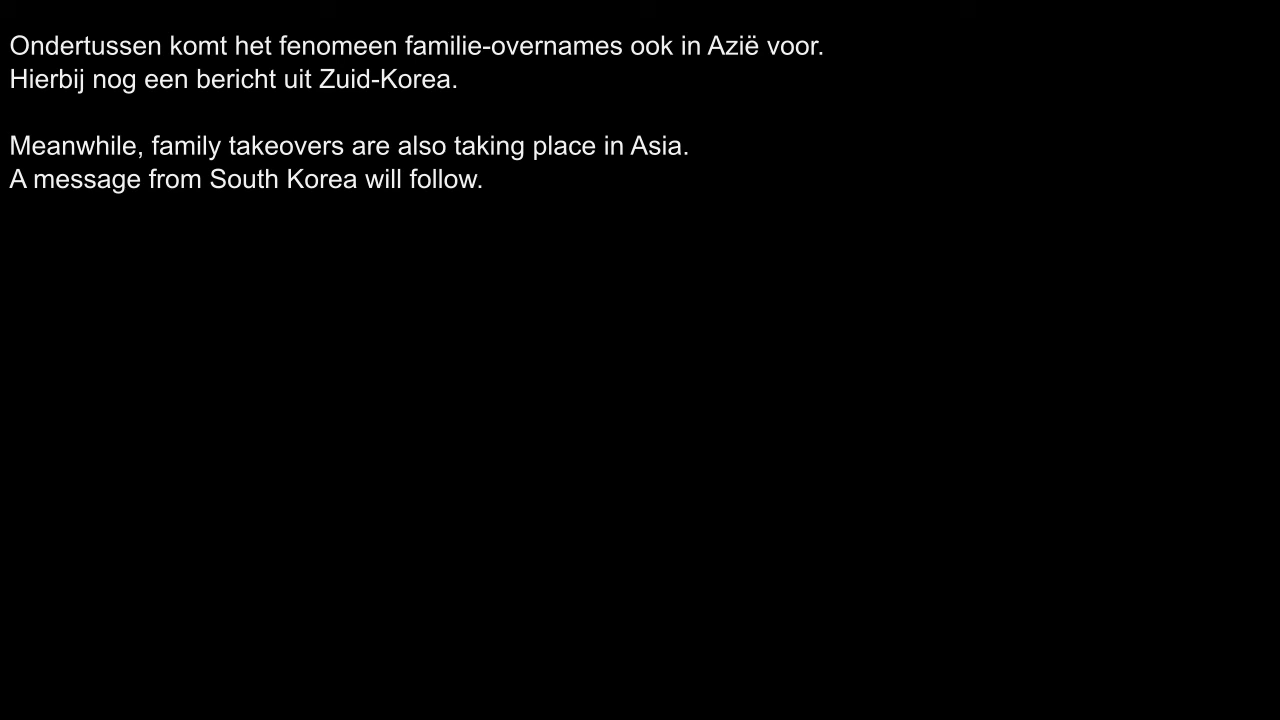 Ondertussen komt het fenomeen familie-overnames ook in Azië voor.
Hierbij nog een bericht uit Zuid-Korea.
Meanwhile, family takeovers are also taking place in Asia.
A message from South Korea will follow.